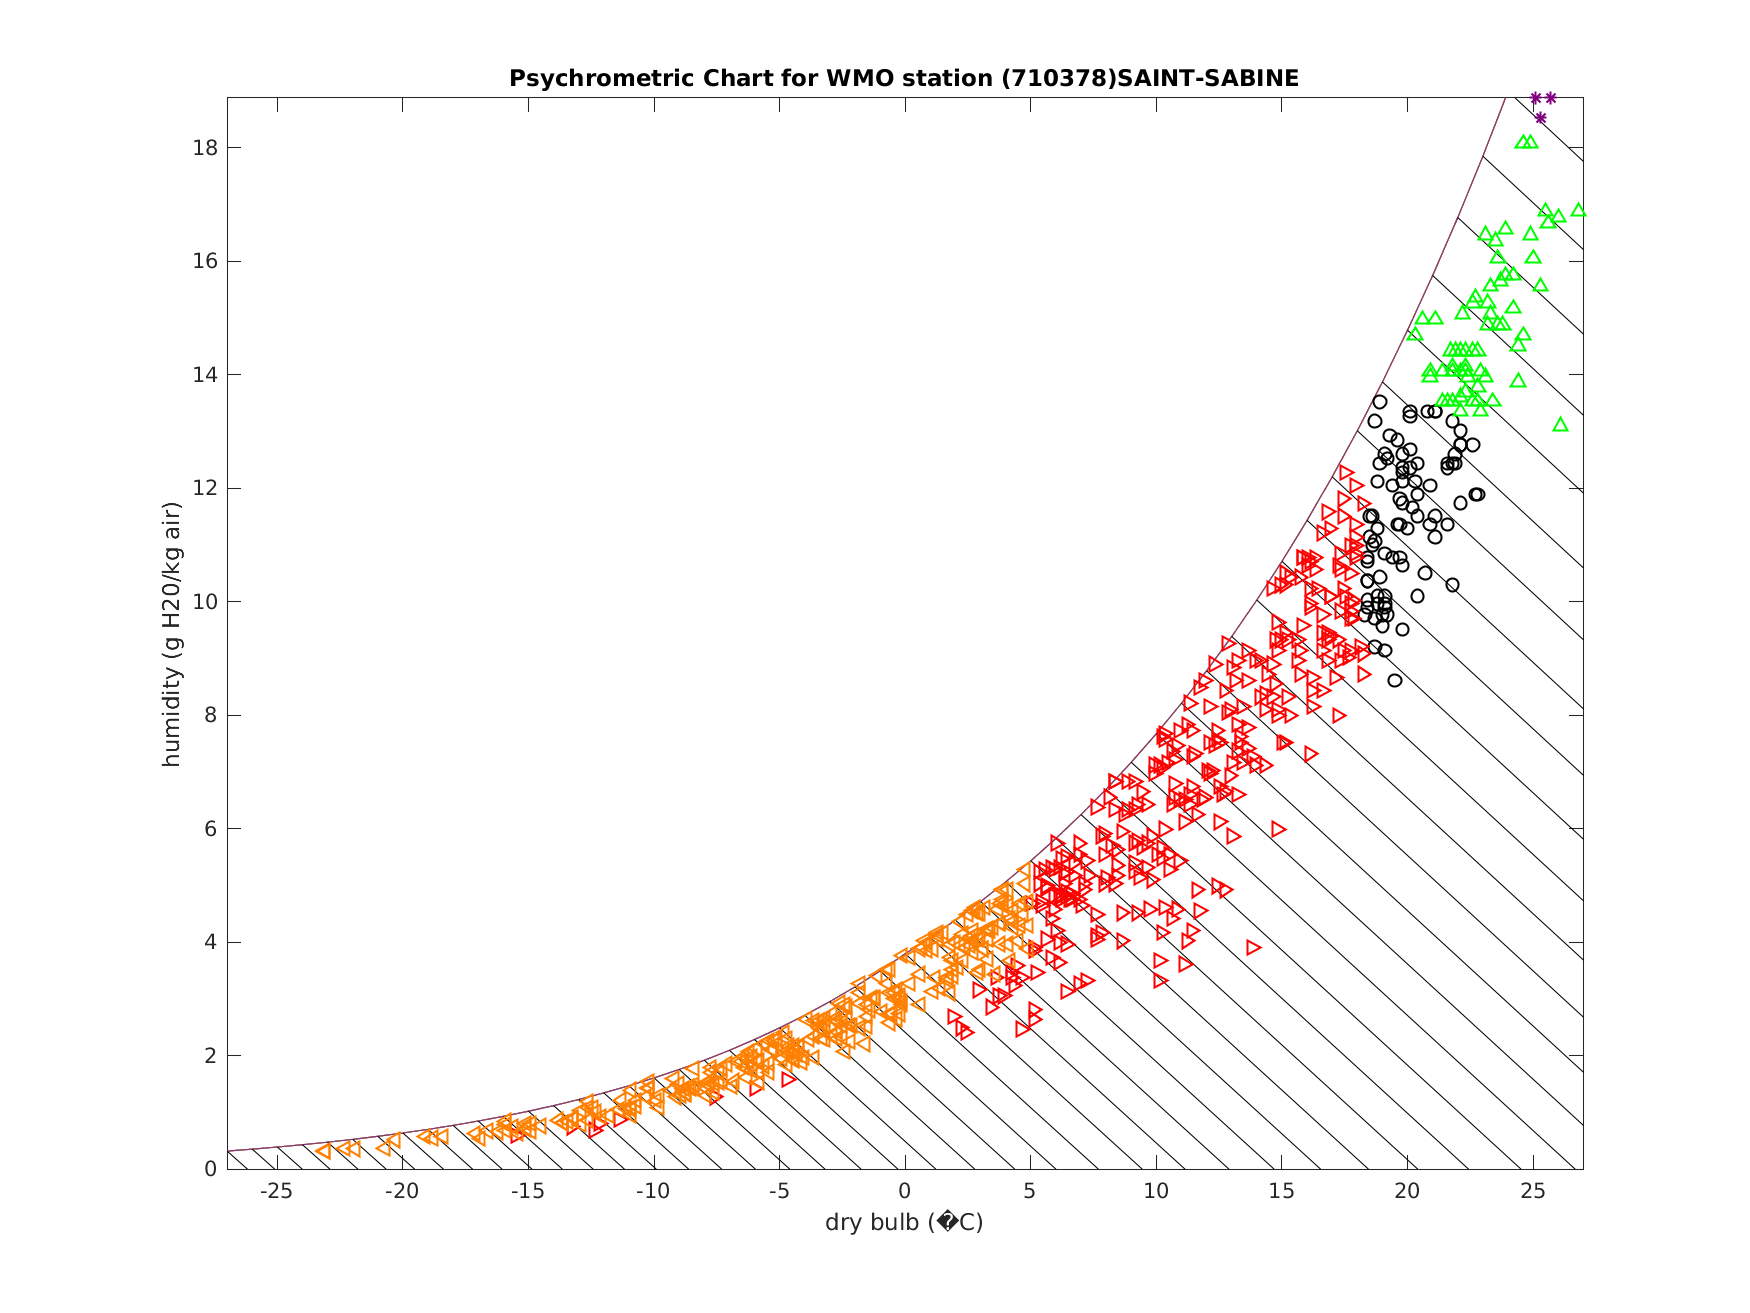 Psychrometric Chart for WMO station (710378)SAINT-SABINE
18
16
14
12
10
8
6
4
2
0
humidity (g H20/kg air)
-25 -20 -15 -10 -5 0 5 10 15 20 25
dry bulb (�C)